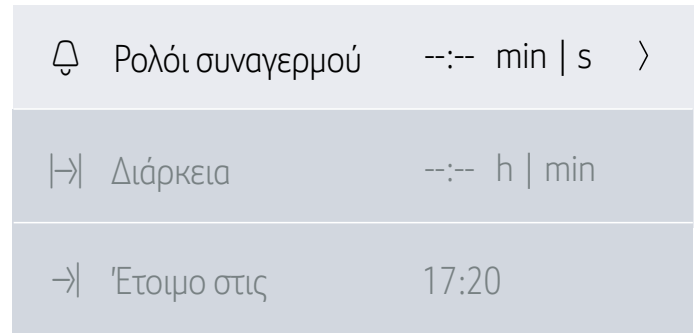 Ρολόι συναγερμού --:-- min | s
Διάρκεια --:-- h | min
Έτοιμο στις 17:20